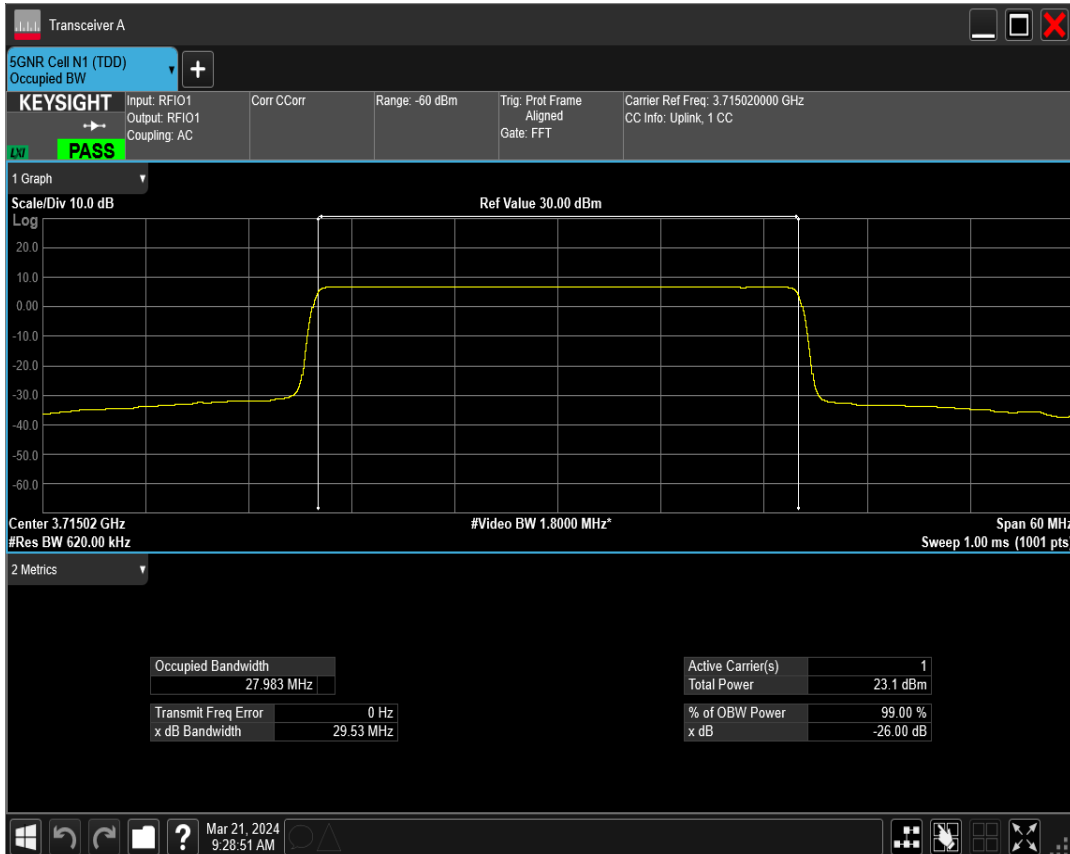 Transceiver A
5GNR Cell N1 (TDD)
Occupied BW
+
KEYSIGHT
LXI
PASS
Input: RFIO1
Output: RFIO1
Coupling: AC
Corr CCorr
Range: -60 dBm
Trig: Prot Frame
Aligned
Gate: FFT
Carrier Ref Freq: 3.715020000 GHz
CC Info: Uplink, 1 CC
1 Graph
Scale/Div 10.0 dB
Ref Value 30.00 dBm
Log
20.0
10.0
0.00
-10.0
-20.0
-30.0
-40.0
-50.0
-60.0
Center 3.71502 GHz
#Video BW 1.8000 MHz*
Span 60 MHz
#Res BW 620.00 kHz
Sweep 1.00 ms (1001 pts)
2 Metrics
Occupied Bandwidth
27.983 MHz
Transmit Freq Error 0 Hz
x dB Bandwidth 29.53 MHz
Active Carrier(s) 1
Total Power 23.1 dBm
% of OBW Power 99.00 %
x dB -26.00 dB
?
Mar 21, 2024
9:28:51 AM